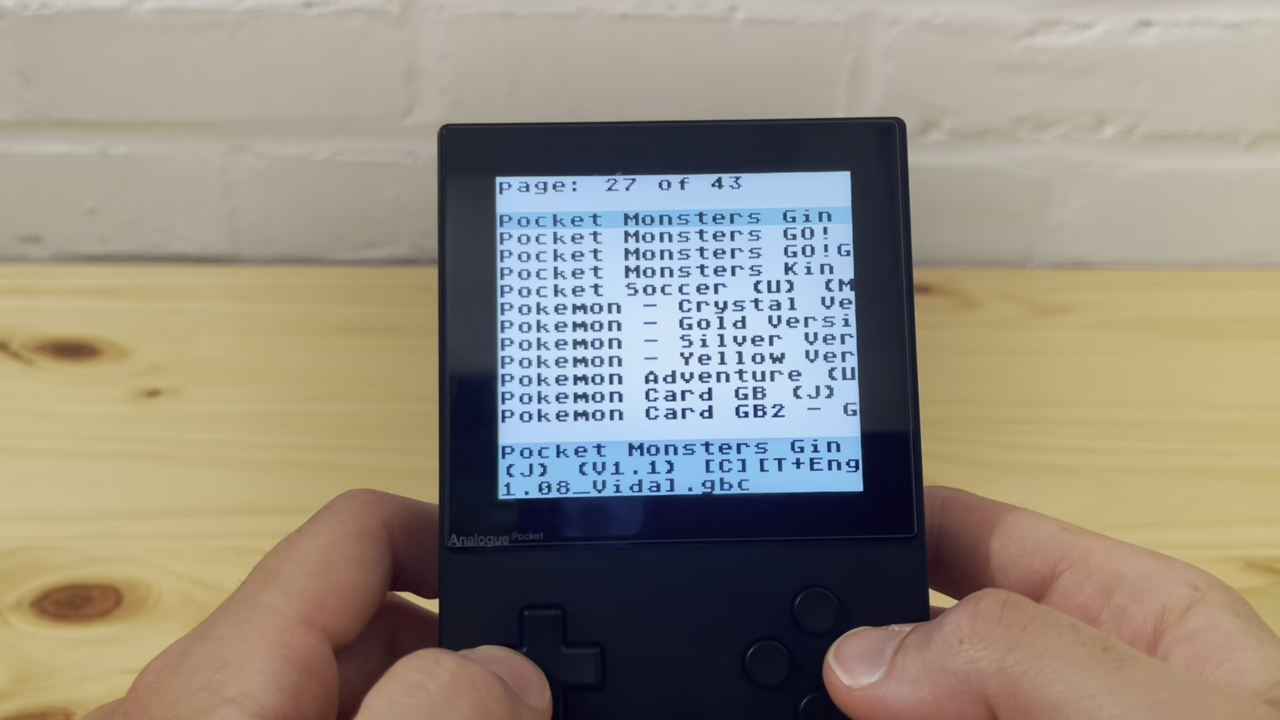 page: 27 of 43
Pocket Monsters Gin
Pocket Monsters GO!
Pocket Monsters GO!G
Pocket Monsters Kin
Pocket Soccer (U) (M
Pokemon - Crystal Ve
Pokemon - Gold Versi
Pokemon - Silver Ver
Pokemon - Yellow Ver
Pokemon Adventure (U
Pokemon Card GB (J)
Pokemon Card GB2 - G
Pocket Monsters Gin
(J) (V1.1) [C][T+Eng
1.08_Vida].gbc
Analogue Pocket